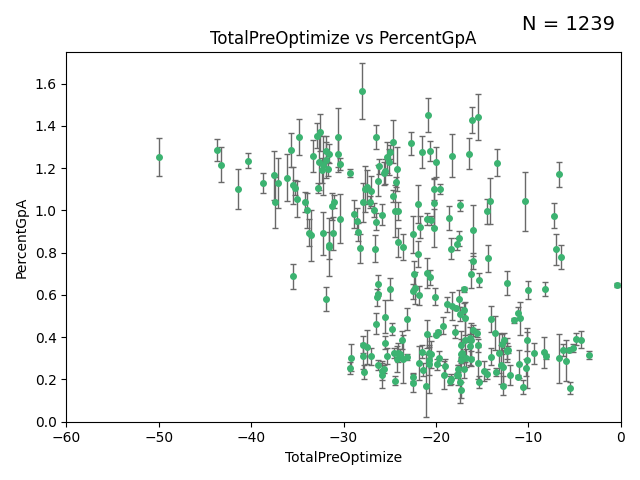 N = 1239
TotalPreOptimize vs PercentGpA
PercentGpA
1.6
1.4
1.2
1.0
0.8
0.6
0.4
0.2
0.0
−60 −50 −40 −30 −20 −10 0
TotalPreOptimize